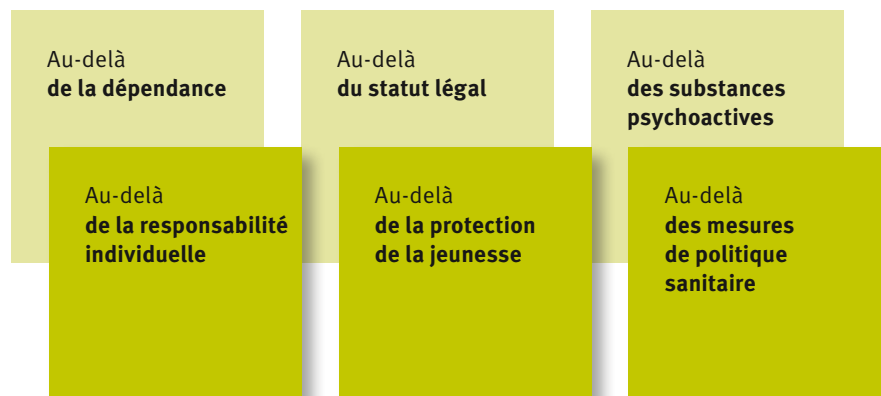 Au-delà
de la dépendance
Au-delà
du statut légal
Au-delà
des substances
psychoactives
Au-delà
de la responsabilité
individuelle
Au-delà
de la protection
de la jeunesse
Au-delà
des mesures
de politique
sanitaire